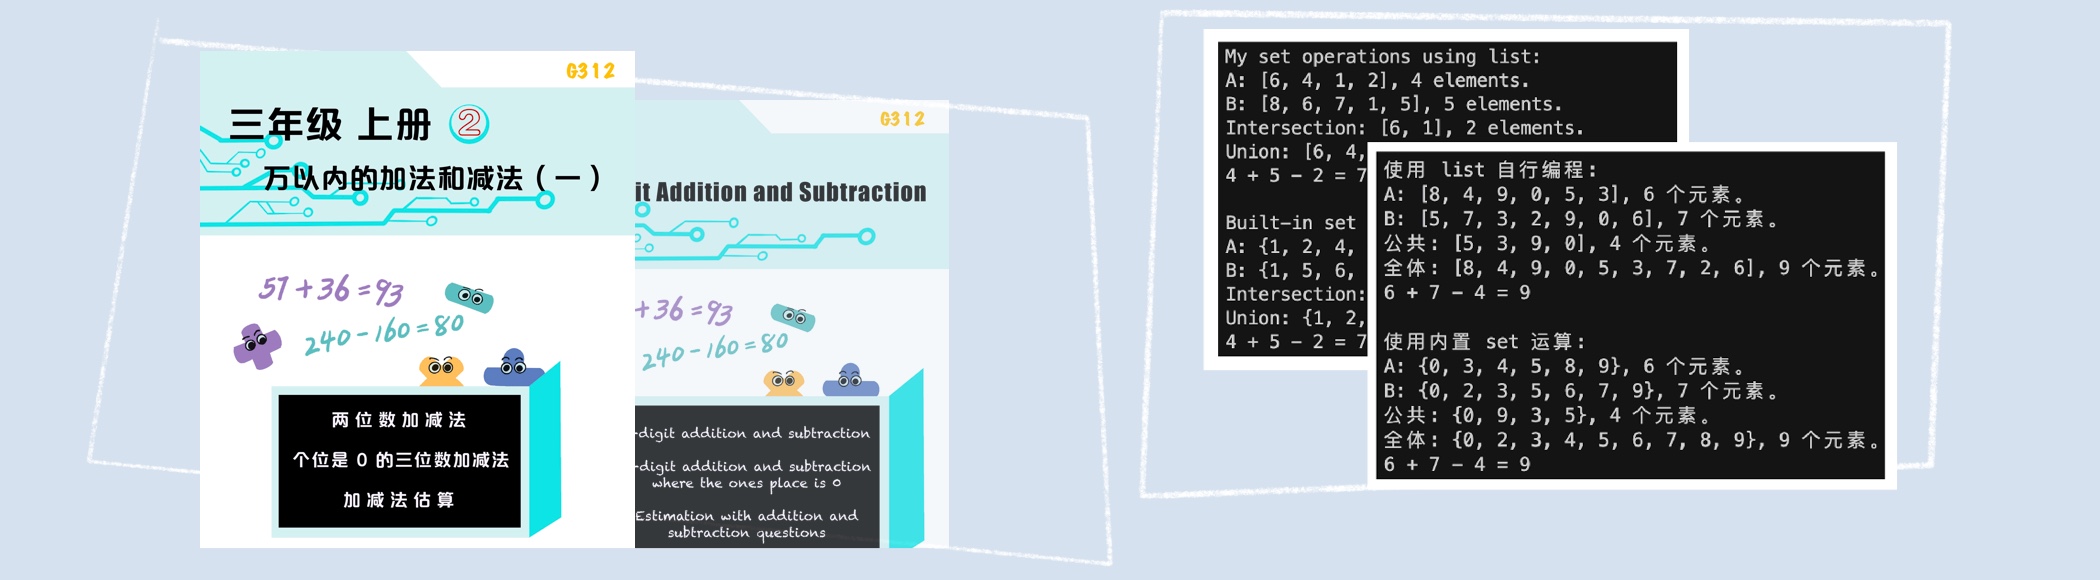 G312
三年级 上册 ②
万以内的加法和减法（一）
57+36=93
240-160=80
两位数加减法
个位是 0 的三位数加减法
加减法估算
G312
Addition and Subtraction
+36=93
240-160=80
-digit addition and subtraction
-digit addition and subtraction
where the ones place is 0
Estimation with addition and
subtraction questions
My set operations using list:
A: [6, 4, 1, 2], 4 elements.
B: [8, 6, 7, 1, 5], 5 elements.
Intersection: [6, 1], 2 elements.
Union: [6, 4,
4 + 5 − 2 = 7
Built-in set
A: {1, 2, 4,
B: {1, 5, 6,
Intersection:
Union: {1, 2,
4 + 5 − 2 = 7
使用 list 自行编程:
A: [8, 4, 9, 0, 5, 3], 6 个元素。
B: [5, 7, 3, 2, 9, 0, 6], 7 个元素。
公共: [5, 3, 9, 0], 4 个元素。
全体: [8, 4, 9, 0, 5, 3, 7, 2, 6], 9 个元素。
6 + 7 − 4 = 9
使用内置 set 运算:
A: {0, 3, 4, 5, 8, 9}, 6 个元素。
B: {0, 2, 3, 5, 6, 7, 9}, 7 个元素。
公共: {0, 9, 3, 5}, 4 个元素。
全体: {0, 2, 3, 4, 5, 6, 7, 8, 9}, 9 个元素。
6 + 7 − 4 = 9